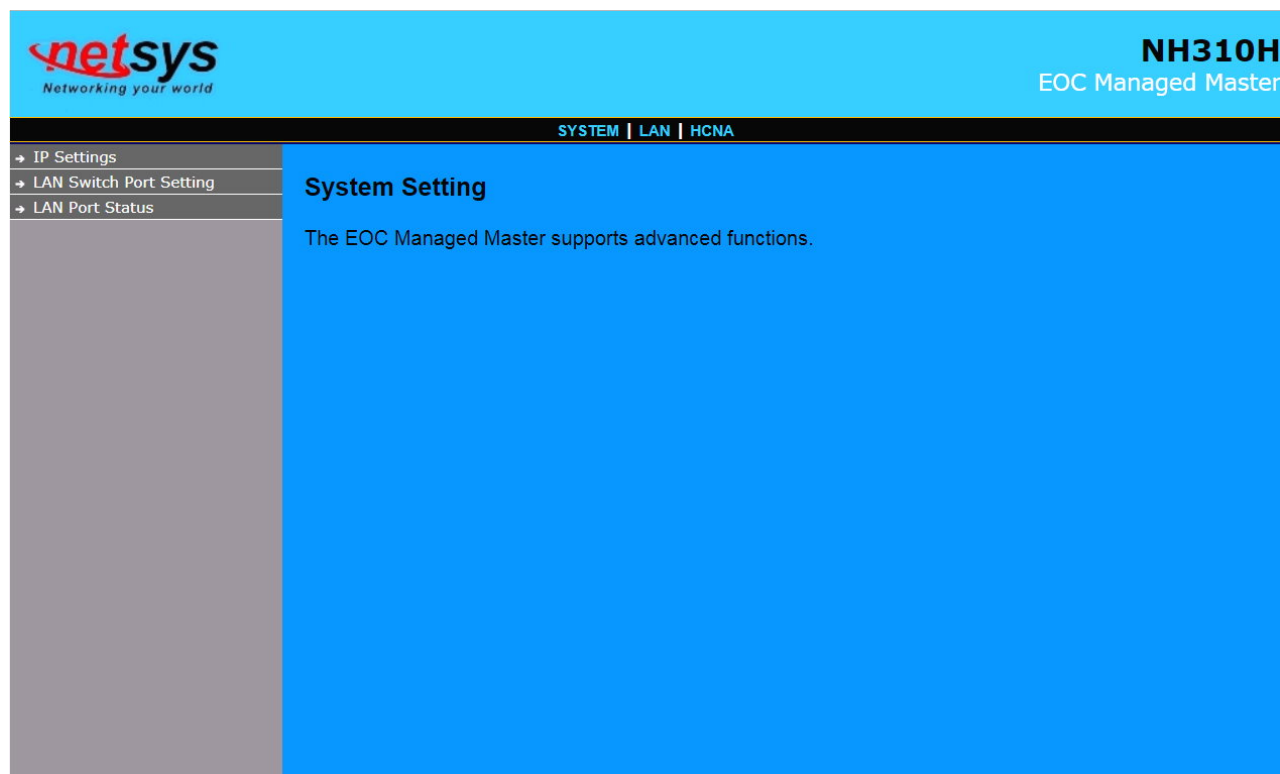 netsys
Networking your world
NH310H
EOC Managed Master
SYSTEM | LAN | HCNA
IP Settings
LAN Switch Port Setting
LAN Port Status
System Setting
The EOC Managed Master supports advanced functions.